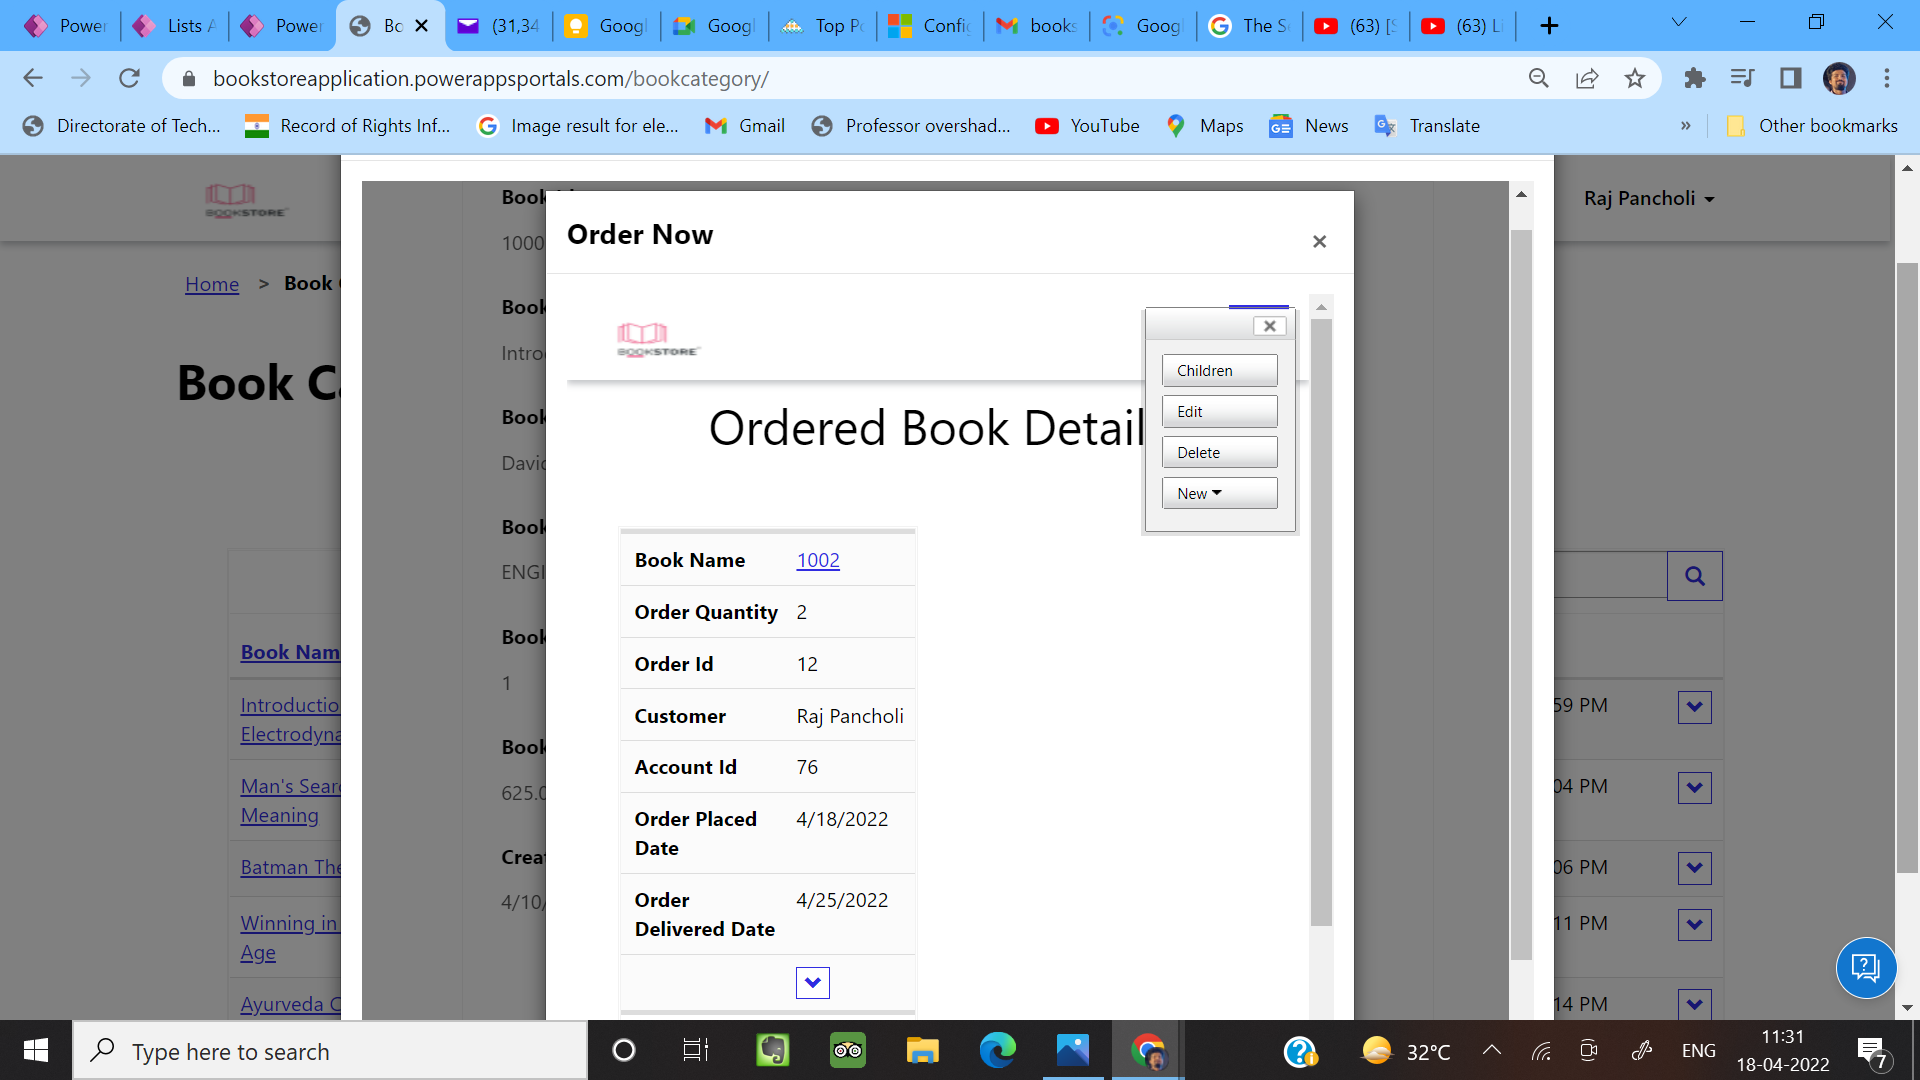 Power
Lists A
Power
Bo
(31,34
Googl
Googl
Top Po
Config
books
Googl
The S
(63) [S
(63) Li
bookstoreapplication.powerappsportals.com/bookcategory/
Directorate of Tech...
Record of Rights Inf...
Image result for ele...
Gmail
Professor overshad...
YouTube
Maps
News
Translate
»
Other bookmarks
BOOKSTORE
Raj Pancholi
Home > Book
Book C
Book
1000
Book
Intro
Book
David
Book
ENGI
Book
1
Book
625.0
Creat
4/10/
Order Now
×
BOOKSTORE
Children
Edit
Delete
New
Ordered Book Detail
Book Name 1002
Order Quantity 2
Order Id 12
Customer Raj Pancholi
Account Id 76
Order Placed
Date
4/18/2022
Order
Delivered Date
4/25/2022
Book Nam
Introductio
Electrodyna
Man's Sear
Meaning
Batman The
Winning in
Age
Ayurveda C
59 PM
04 PM
06 PM
11 PM
14 PM
Type here to search
32°C
ENG
11:31
18-04-2022
7